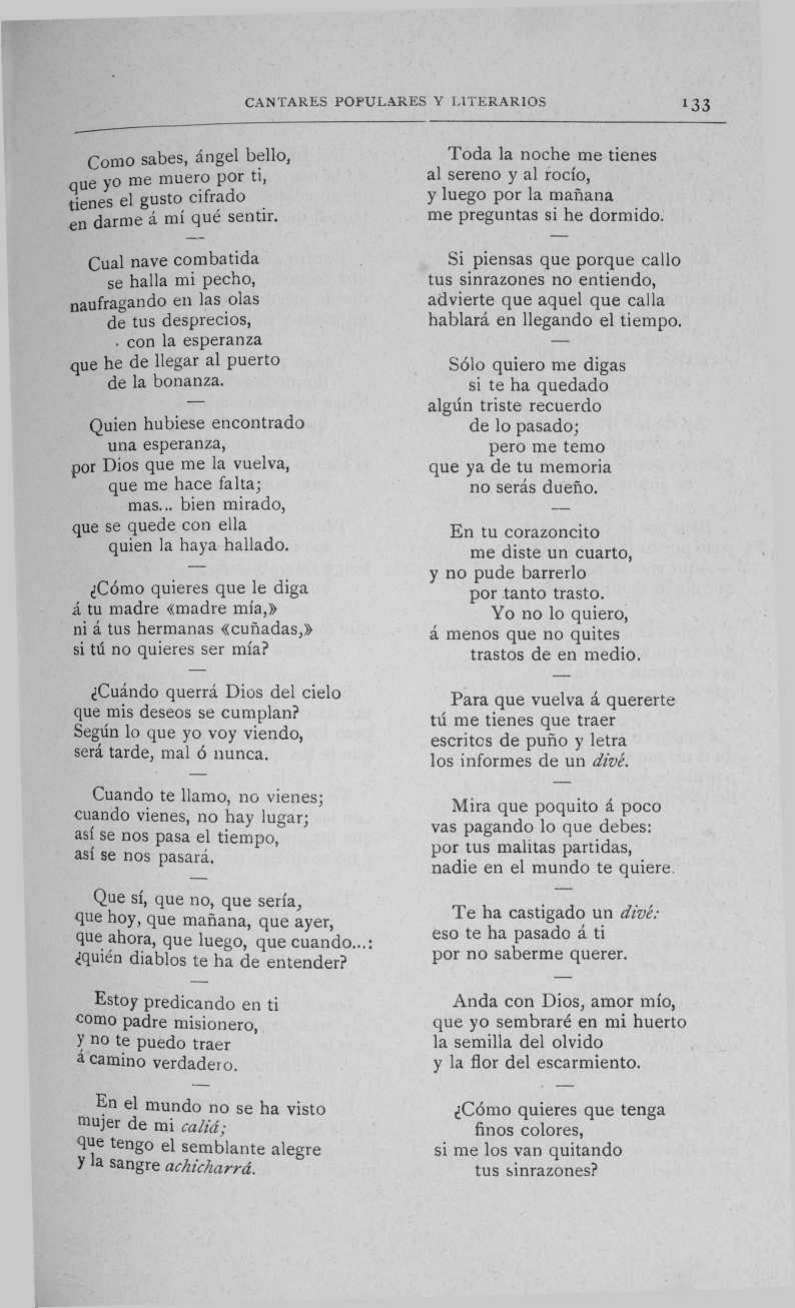 CANTARES POPULARES Y LITERARIOS 133
Como sabes, ángel bello,
que yo me muero por ti,
tienes el gusto cifrado
en darme á mí qué sentir.
—
Cual nave combatida
se halla mi pecho,
naufragando en las olas
de tus desprecios,
con la esperanza
que he de llegar al puerto
de la bonanza.
—
Quien hubiese encontrado
una esperanza,
por Dios que me la vuelva,
que me hace falta;
mas... bien mirado,
que se quede con ella
quien la haya hallado.
—
¿Cómo quieres que le diga
á tu madre «madre mía,»
ni á tus hermanas «cuñadas,»
si tú no quieres ser mía?
—
¿Cuándo querrá Dios del cielo
que mis deseos se cumplan?
Según lo que yo voy viendo,
será tarde, mal ó nunca.
—
Cuando te llamo, no vienes;
cuando vienes, no hay lugar;
así se nos pasa el tiempo,
así se nos pasará.
—
Que sí, que no, que sería,
que hoy, que mañana, que ayer,
que ahora, que luego, que cuando...:
¿quién diablos te ha de entender?
—
Estoy predicando en ti
como padre misionero,
y no te puedo traer
á camino verdadero.
—
En el mundo no se ha visto
mujer de mi caliá;
que tengo el semblante alegre
y la sangre achicharrá.
Toda la noche me tienes
al sereno y al rocío,
y luego por la mañana
me preguntas si he dormido.
—
Si piensas que porque callo
tus sinrazones no entiendo,
advierte que aquel que calla
hablará en llegando el tiempo.
—
Sólo quiero me digas
si te ha quedado
algún triste recuerdo
de lo pasado;
pero me temo
que ya de tu memoria
no serás dueño.
—
En tu corazoncito
me diste un cuarto,
y no pude barrerlo
por tanto trasto.
Yo no lo quiero,
á menos que no quites
trastos de en medio.
—
Para que vuelva á quererte
tú me tienes que traer
escritos de puño y letra
los informes de un divé.
—
Mira que poquito á poco
vas pagando lo que debes:
por tus malitas partidas,
nadie en el mundo te quiere.
—
Te ha castigado un divé:
eso te ha pasado á ti
por no saberme querer.
—
Anda con Dios, amor mío,
que yo sembraré en mi huerto
la semilla del olvido
y la flor del escarmiento.
—
¿Cómo quieres que tenga
finos colores,
si me los van quitando
tus sinrazones?